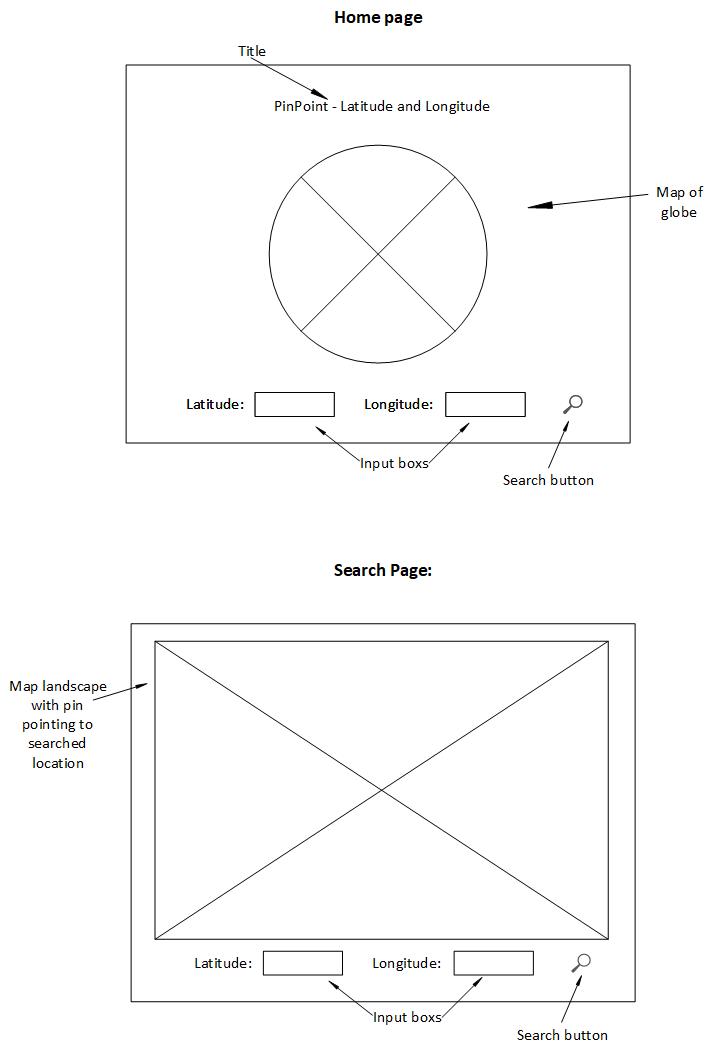 Home page
Title
PinPoint - Latitude and Longitude
Map of
globe
Latitude:
Longitude:
Input boxs
Search button
Search Page:
Map landscape
with pin
pointing to
searched
location
Latitude:
Longitude:
Input boxs
Search button